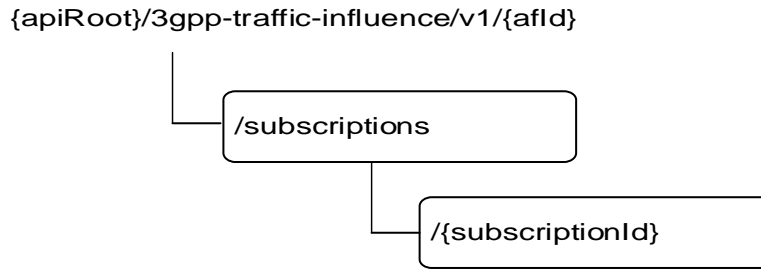 {apiRoot}/3gpp-traffic-influence/v1/{afId}
/subscriptions
/{subscriptionId}